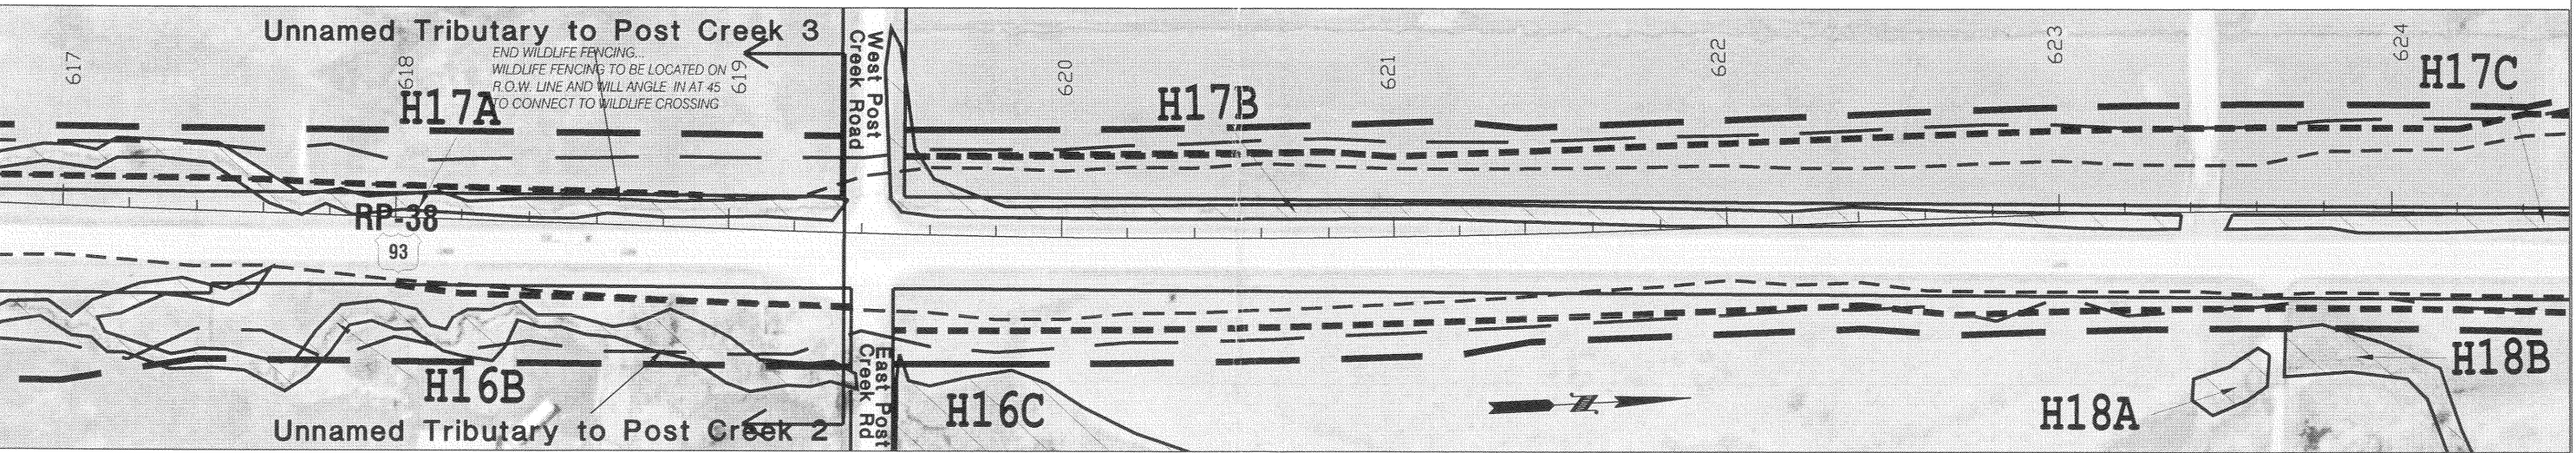 Unnamed Tributary to Post Creek 3
END WILDLIFE FENCING...
WILDLIFE FENCING TO BE LOCATED ON
R.O.W. LINE AND WILL ANGLE IN AT 45
TO CONNECT TO WILDLIFE CROSSING
617
618
619
H17A
West Post
Creek Road
620
H17B
621
622
623
624
H17C
RP-38
93
H16B
Unnamed Tributary to Post Creek 2
East Post
Creek Rd
H16C
N
H18A
H18B